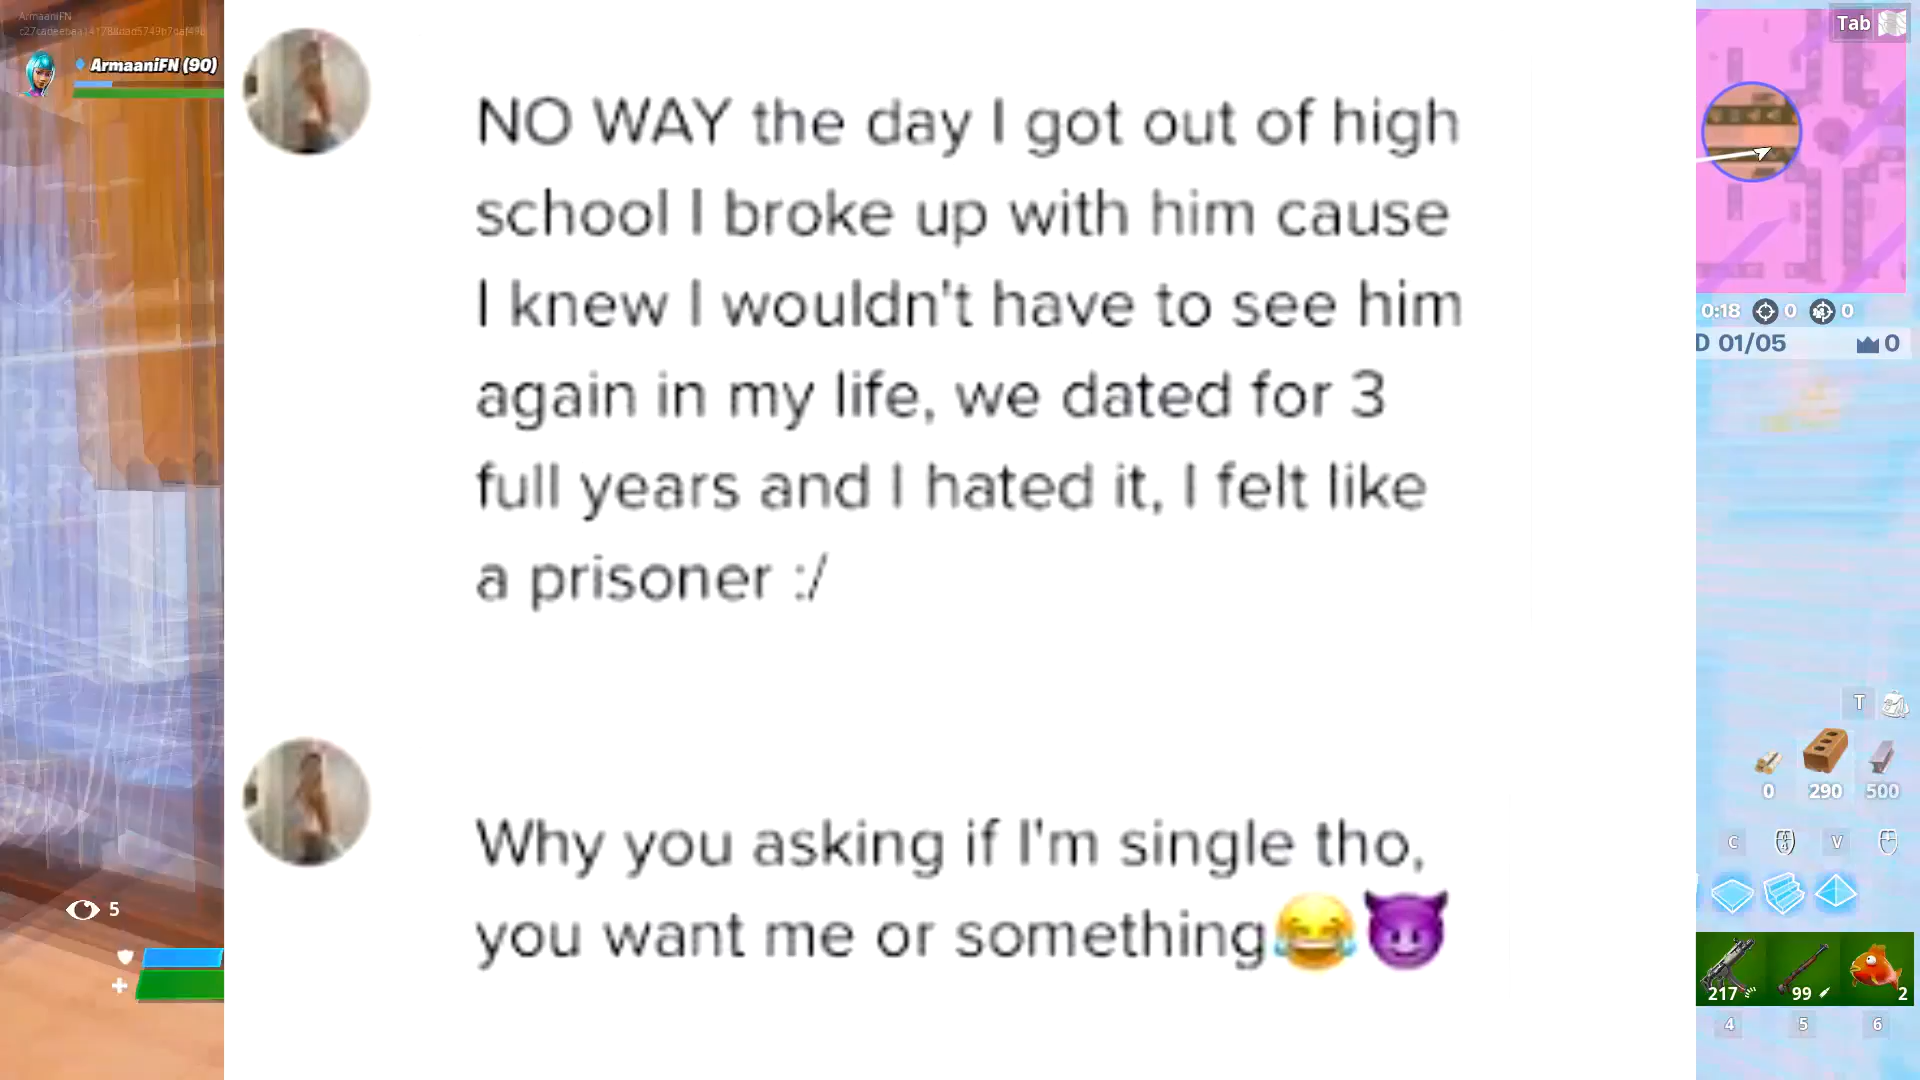 ArmaaniFN
ArmaaniFN (90)
Tab
NO WAY the day I got out of high
school I broke up with him cause
I knew I wouldn't have to see him
again in my life, we dated for 3
full years and I hated it, I felt like
a prisoner :/
0:18 0 0
D 01/05 0
T
0 290 500
C V
Why you asking if I'm single tho,
you want me or something😂😈
5
217 99 2
4 5 6